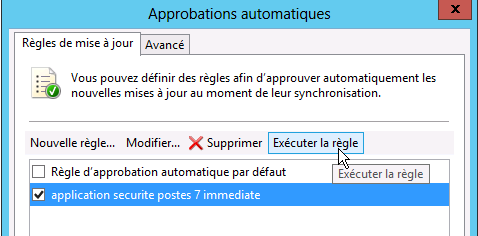 Approbations automatiques
x
Règles de mise à jour
Avancé
Vous pouvez définir des règles afin d'approuver automatiquement les
nouvelles mises à jour au moment de leur synchronisation.
Nouvelle règle... Modifier... Supprimer Exécuter la règle
Règle d'approbation automatique par défaut
Exécuter la règle
application securite postes 7 immediate